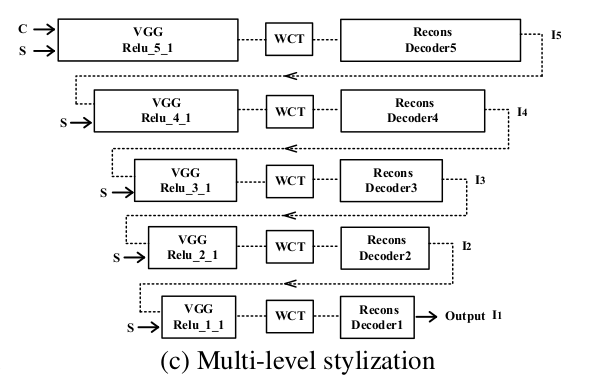 C
S
VGG
Relu_5_1
WCT
Recons
Decoder5
I5
S
VGG
Relu_4_1
WCT
Recons
Decoder4
I4
S
VGG
Relu_3_1
WCT
Recons
Decoder3
I3
S
VGG
Relu_2_1
WCT
Recons
Decoder2
I2
S
VGG
Relu_1_1
WCT
Recons
Decoder1
Output I1
(c) Multi-level stylization